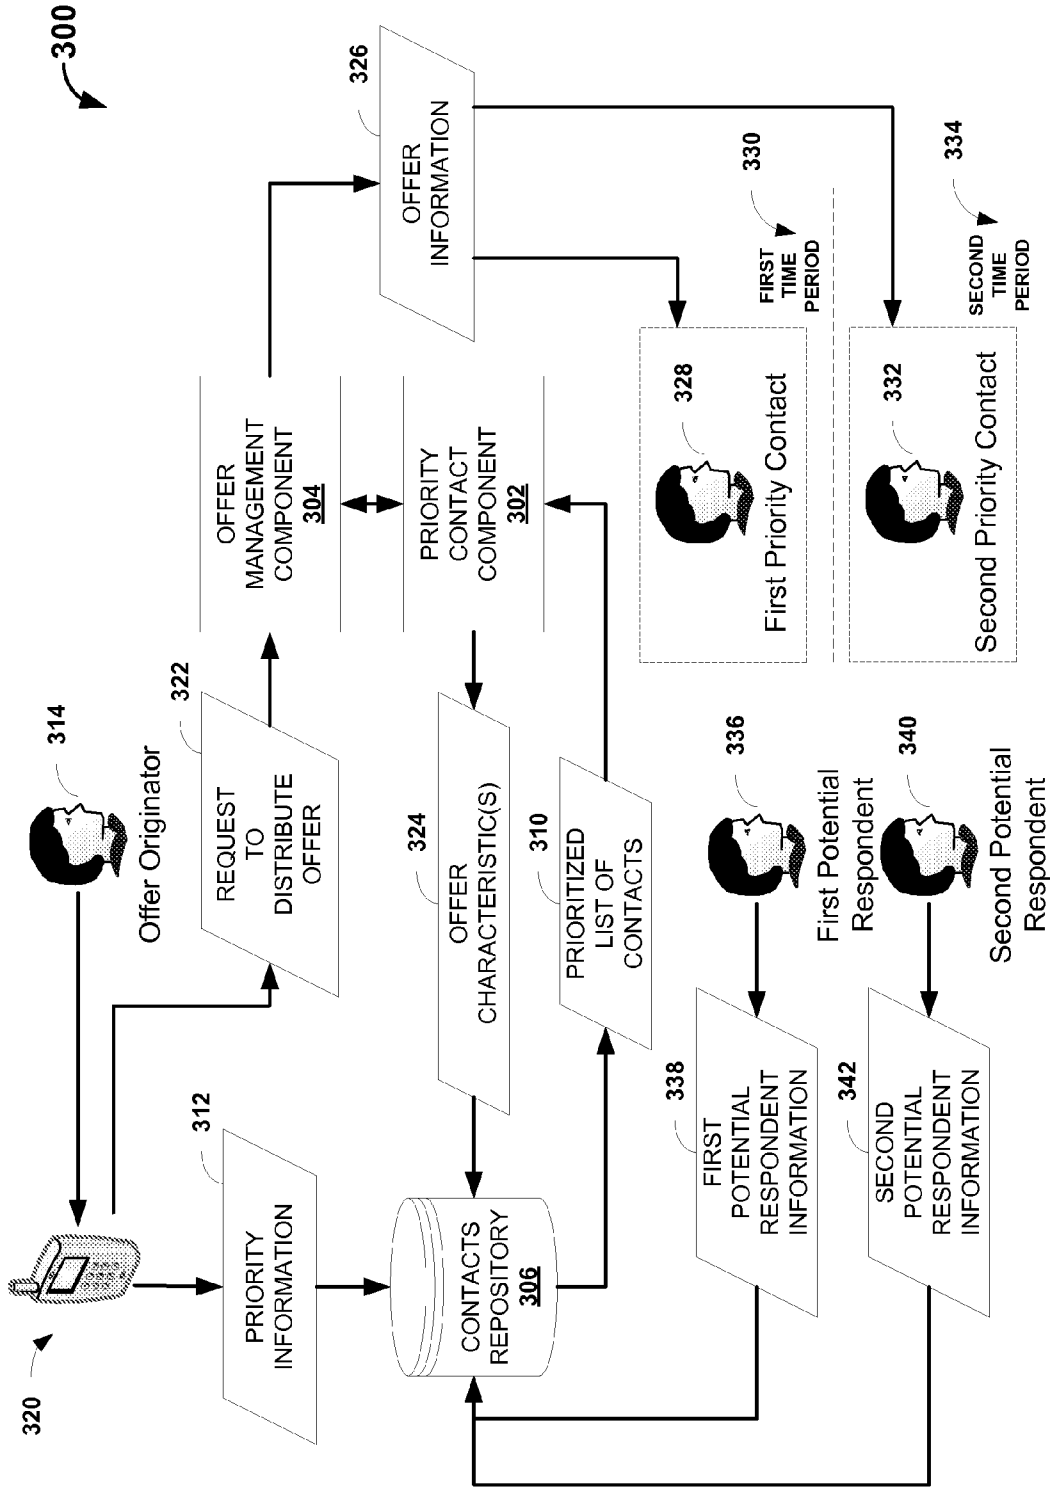 300
320
314
Offer Originator
312
PRIORITY
INFORMATION
322
REQUEST
TO
DISTRIBUTE
OFFER
OFFER
MANAGEMENT
COMPONENT
304
326
OFFER
INFORMATION
CONTACTS
REPOSITORY
306
324
OFFER
CHARACTERISTIC(S)
PRIORITY
CONTACT
COMPONENT
302
310
PRIORITIZED
LIST OF
CONTACTS
338
FIRST
POTENTIAL
RESPONDENT
INFORMATION
336
First Potential
Respondent
328
First Priority Contact
330
FIRST
TIME
PERIOD
342
SECOND
POTENTIAL
RESPONDENT
INFORMATION
340
Second Potential
Respondent
332
Second Priority Contact
334
SECOND
TIME
PERIOD